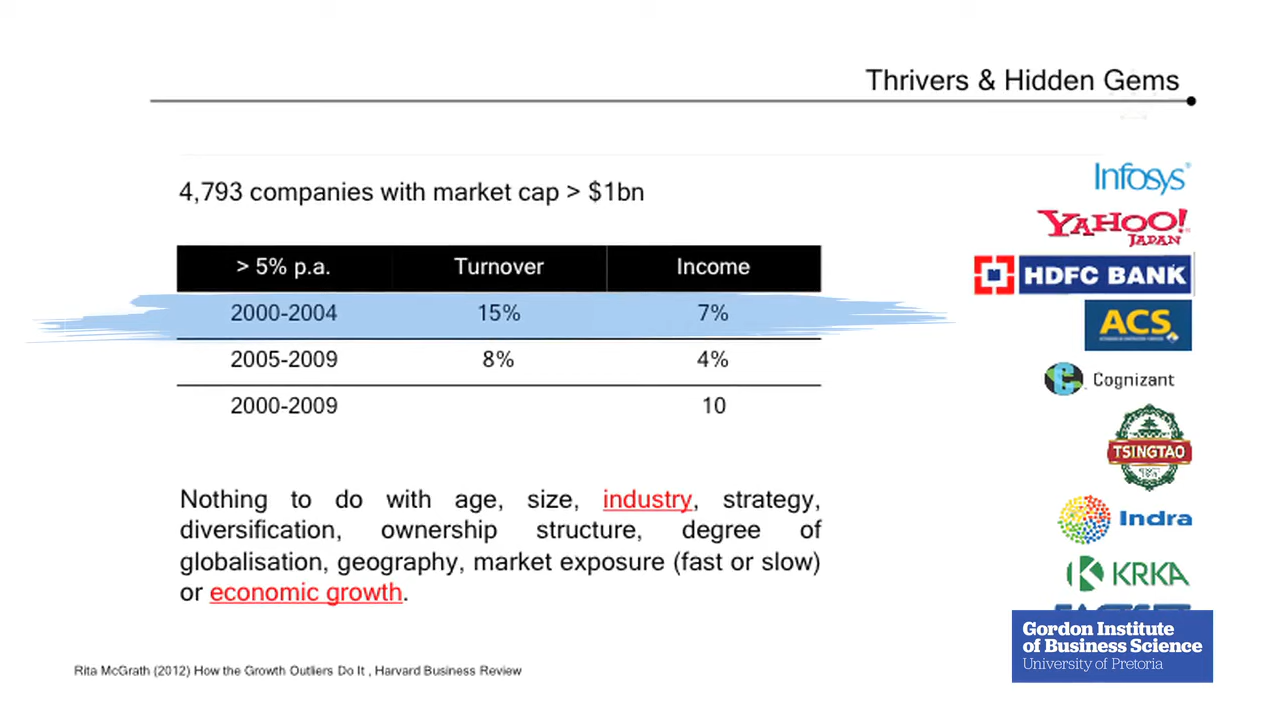 Thrivers & Hidden Gems
4,793 companies with market cap > $1bn
> 5% p.a. Turnover Income
2000-2004 15% 7%
2005-2009 8% 4%
2000-2009 10
Nothing to do with age, size, industry, strategy,
diversification, ownership structure, degree of
globalisation, geography, market exposure (fast or slow)
or economic growth.
Infosys
YAHOO!
JAPAN
HDFC BANK
ACS
Cognizant
TSINGTAO
Indra
KRKA
Gordon Institute
of Business Science
University of Pretoria
Rita McGrath (2012) How the Growth Outliers Do It , Harvard Business Review